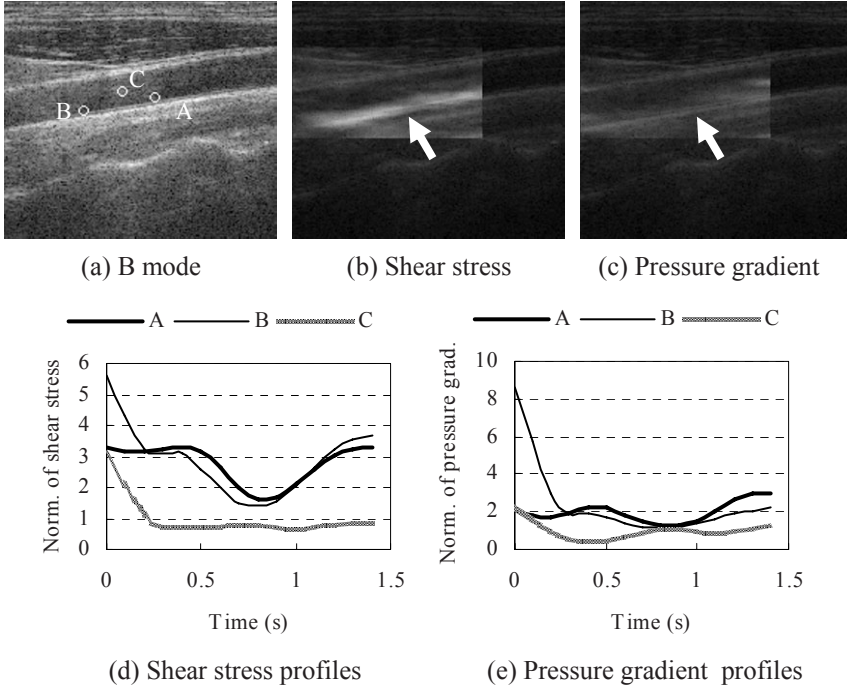 C
B
A
(a) B mode
(b) Shear stress
(c) Pressure gradient
A B C
Norm. of shear stress
6
5
4
3
2
1
0
0 0.5 1 1.5
Time (s)
(d) Shear stress profiles
A B C
Norm. of pressure grad.
10
8
6
4
2
0
0 0.5 1 1.5
Time (s)
(e) Pressure gradient profiles